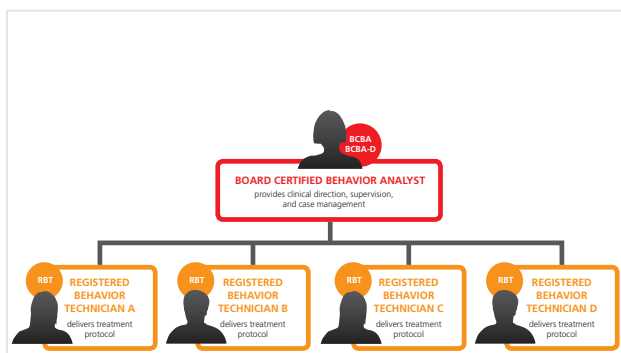 BCBA
BCBA-D
BOARD CERTIFIED BEHAVIOR ANALYST
provides clinical direction, supervision,
and case management
RBT
REGISTERED
BEHAVIOR
TECHNICIAN A
delivers treatment
protocol
RBT
REGISTERED
BEHAVIOR
TECHNICIAN B
delivers treatment
protocol
RBT
REGISTERED
BEHAVIOR
TECHNICIAN C
delivers treatment
protocol
RBT
REGISTERED
BEHAVIOR
TECHNICIAN D
delivers treatment
protocol